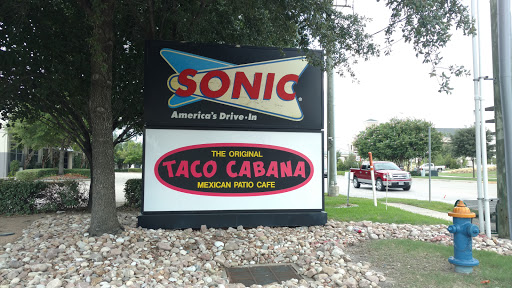 SONIC
America's Drive-In
THE ORIGINAL
TACO CABANA
MEXICAN PATIO CAFE